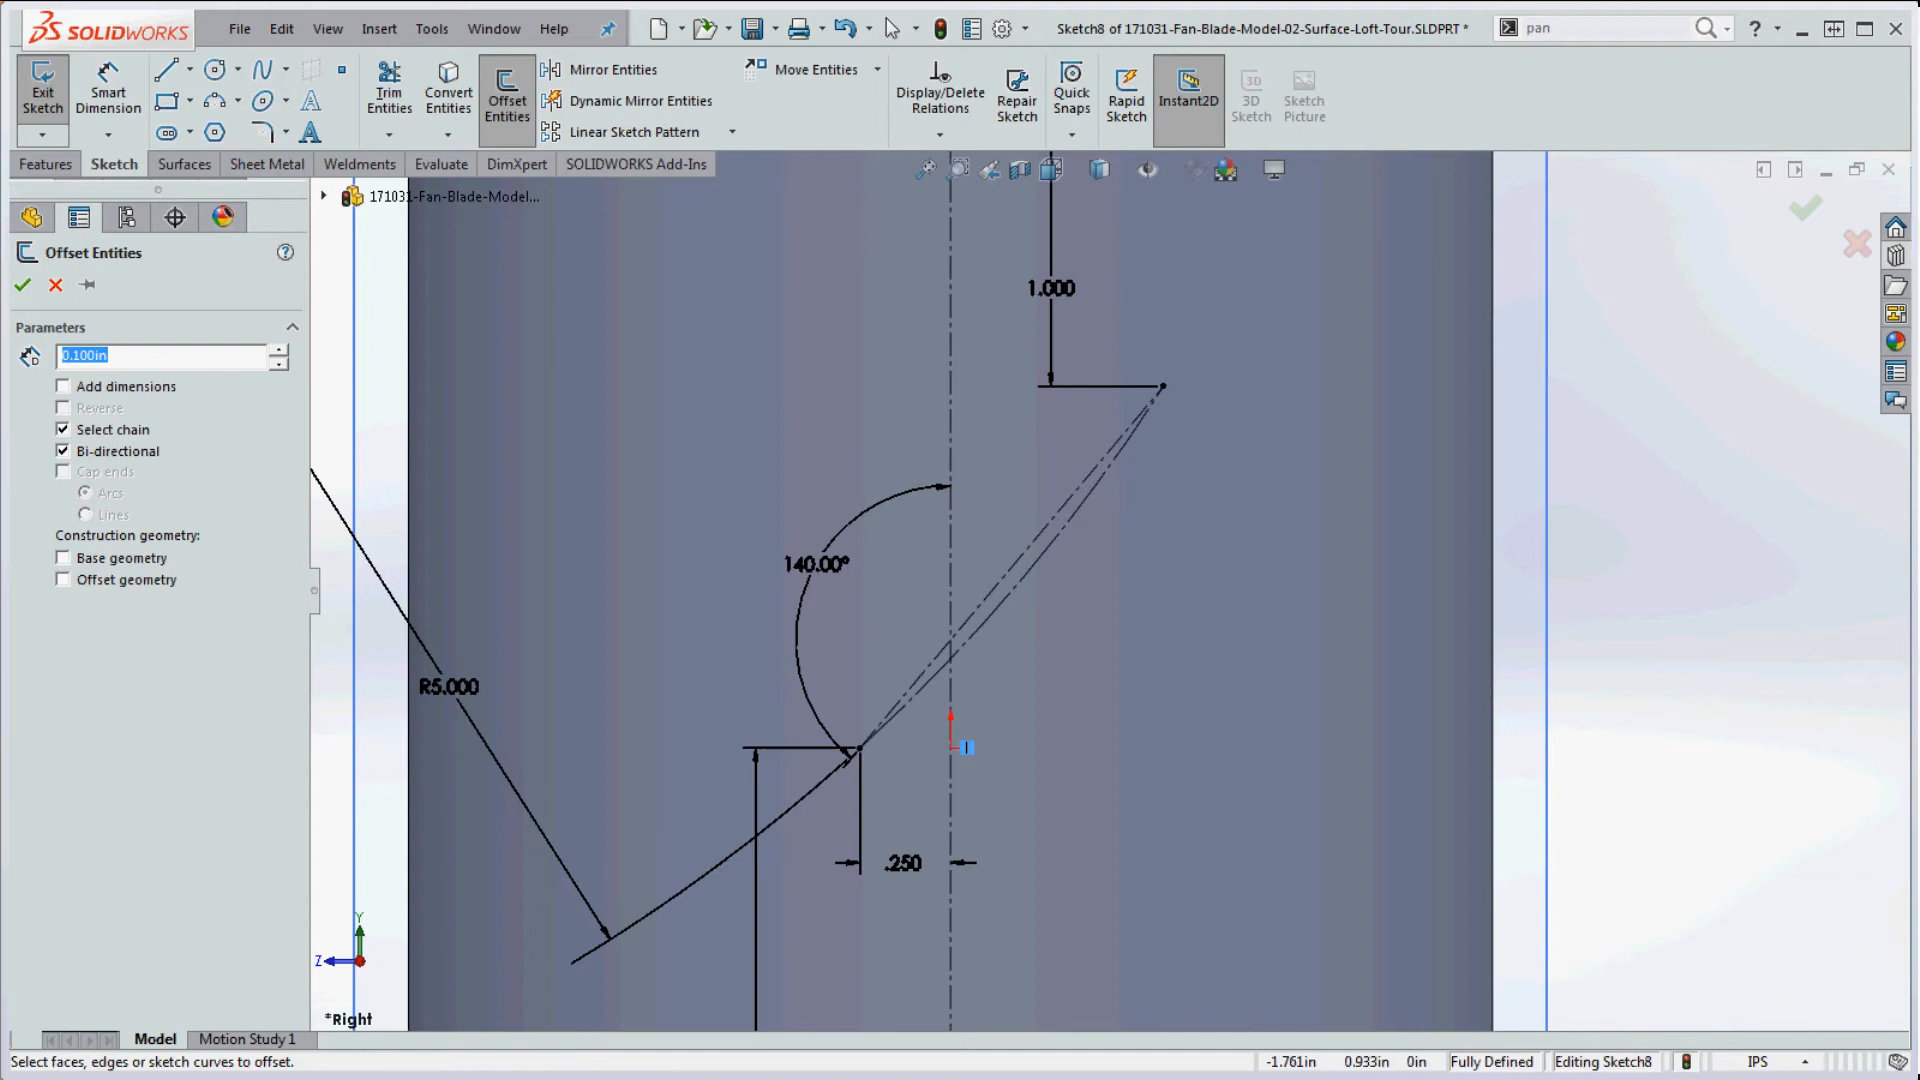 SOLIDWORKS File Edit View Insert Tools Window Help Sketch8 of 171031-Fan-Blade-Model-02-Surface-Loft-Tour.SLDPRT * pan ?
Exit Sketch
Smart Dimension
Trim Entities
Convert Entities
Offset Entities
Mirror Entities
Dynamic Mirror Entities
Linear Sketch Pattern
Move Entities
Display/Delete Relations
Repair Sketch
Quick Snaps
Rapid Sketch
Instant2D
3D Sketch
Sketch Picture
Features Sketch Surfaces Sheet Metal Weldments Evaluate DimXpert SOLIDWORKS Add-Ins
171031-Fan-Blade-Model...
Offset Entities ?
Parameters
0.100in
Add dimensions
Reverse
Select chain
Bi-directional
Cap ends
Arcs
Lines
Construction geometry:
Base geometry
Offset geometry
1.000
140.00°
R5.000
.250
Y
Z
*Right
Model Motion Study 1
Select faces, edges or sketch curves to offset. -1.761in 0.933in 0in Fully Defined Editing Sketch8 IPS